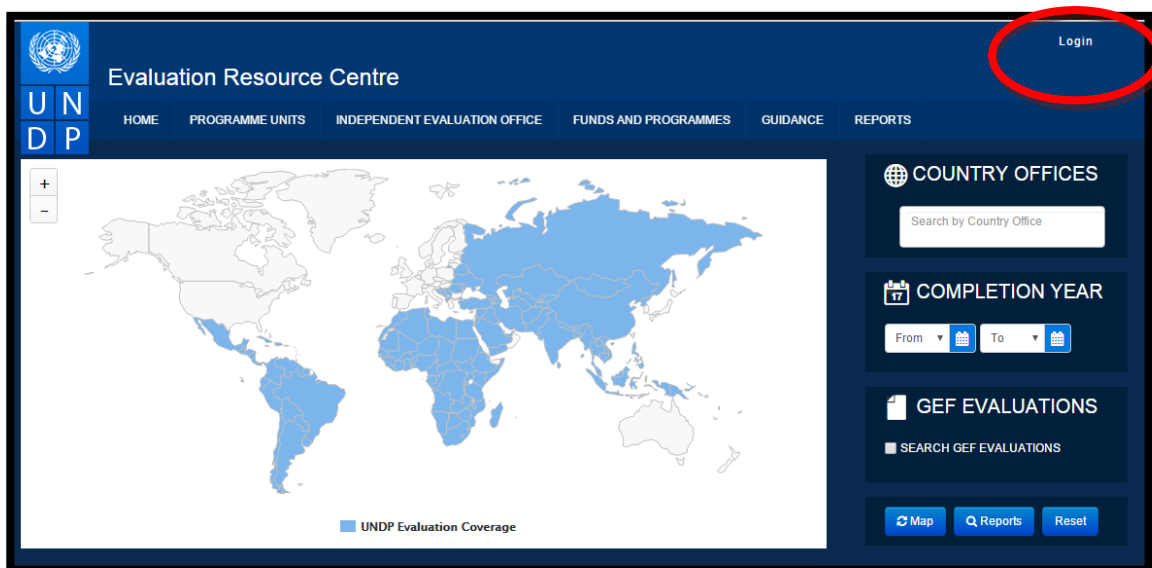 Login
Evaluation Resource Centre
U N
D P
HOME PROGRAMME UNITS INDEPENDENT EVALUATION OFFICE FUNDS AND PROGRAMMES GUIDANCE REPORTS
+
-
COUNTRY OFFICES
Search by Country Office
17 COMPLETION YEAR
From To
GEF EVALUATIONS
SEARCH GEF EVALUATIONS
UNDP Evaluation Coverage
Map Reports Reset